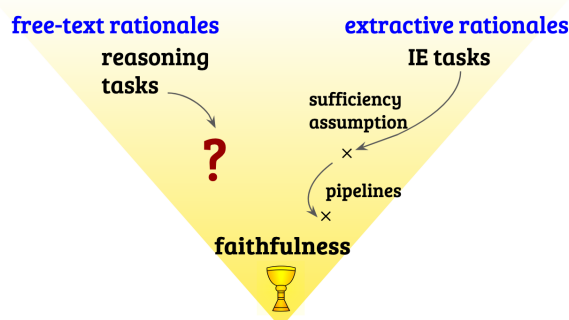 free-text rationales
extractive rationales
reasoning
tasks
IE tasks
sufficiency
assumption
?
pipelines
faithfulness